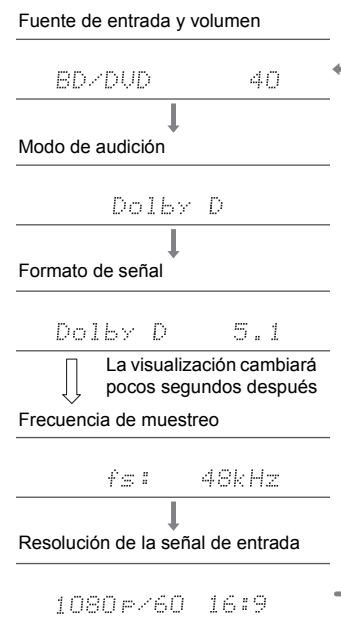 Fuente de entrada y volumen
BD/DVD 40
Modo de audición
Dolby D
Formato de señal
Dolby D 5.1
La visualización cambiará
pocos segundos después
Frecuencia de muestreo
fs: 48kHz
Resolución de la señal de entrada
1080p/60 16:9